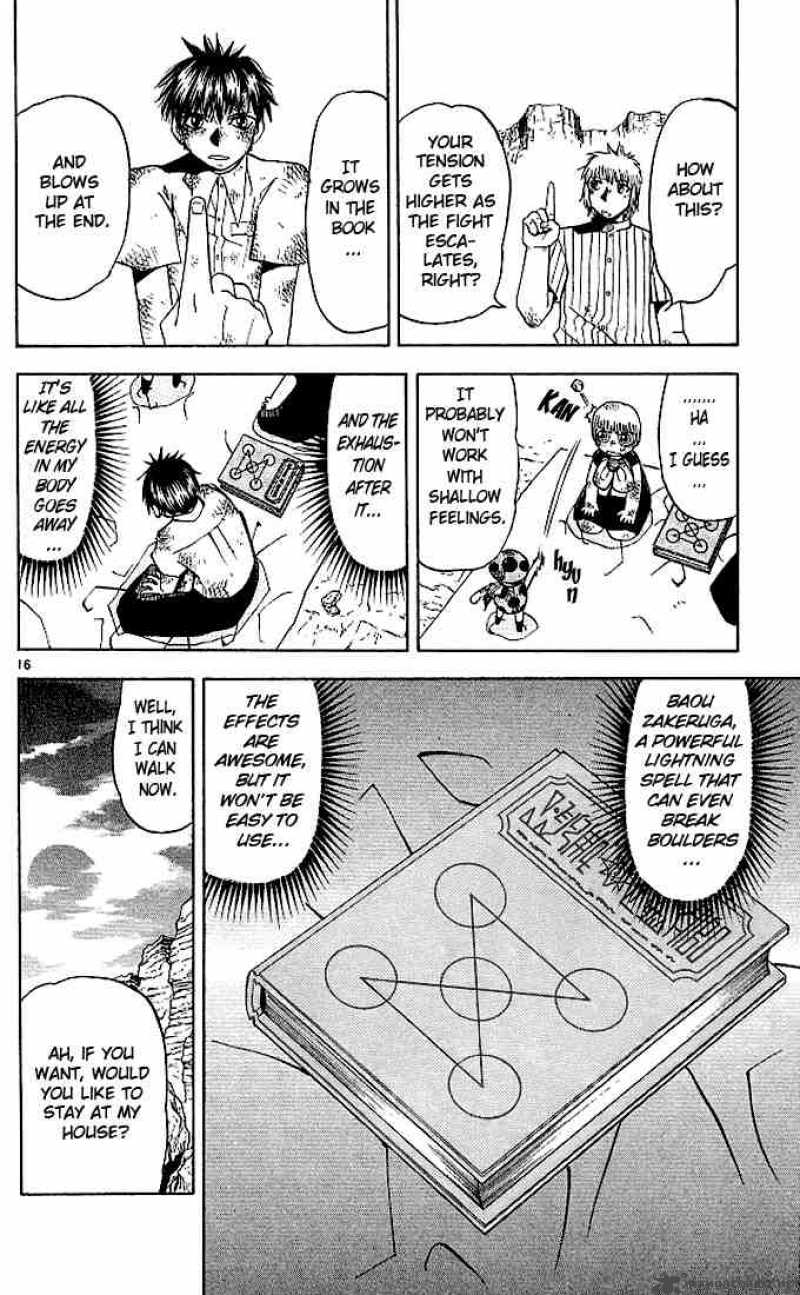 HOW
ABOUT
THIS?
YOUR
TENSION
GETS
HIGHER AS
THE FIGHT
ESCA-
LATES,
RIGHT?
IT
GROWS
IN THE
BOOK
...
AND
BLOWS
UP AT
THE END.
.......
HA
...
I GUESS
...
KAN
IT
PROBABLY
WON'T
WORK
WITH
SHALLOW
FEELINGS.
hyu
n
AND THE
EXHAUS-
TION
AFTER
IT...
IT'S
LIKE ALL
THE
ENERGY
IN MY
BODY
GOES
AWAY
...
16
BAOU
ZAKERUGA,
A POWERFUL
LIGHTNING
SPELL THAT
CAN EVEN
BREAK
BOULDERS
...
THE
EFFECTS
ARE
AWESOME,
BUT IT
WON'T BE
EASY TO
USE...
WELL,
I THINK
I CAN
WALK
NOW.
AH, IF YOU
WANT, WOULD
YOU LIKE TO
STAY AT MY
HOUSE?